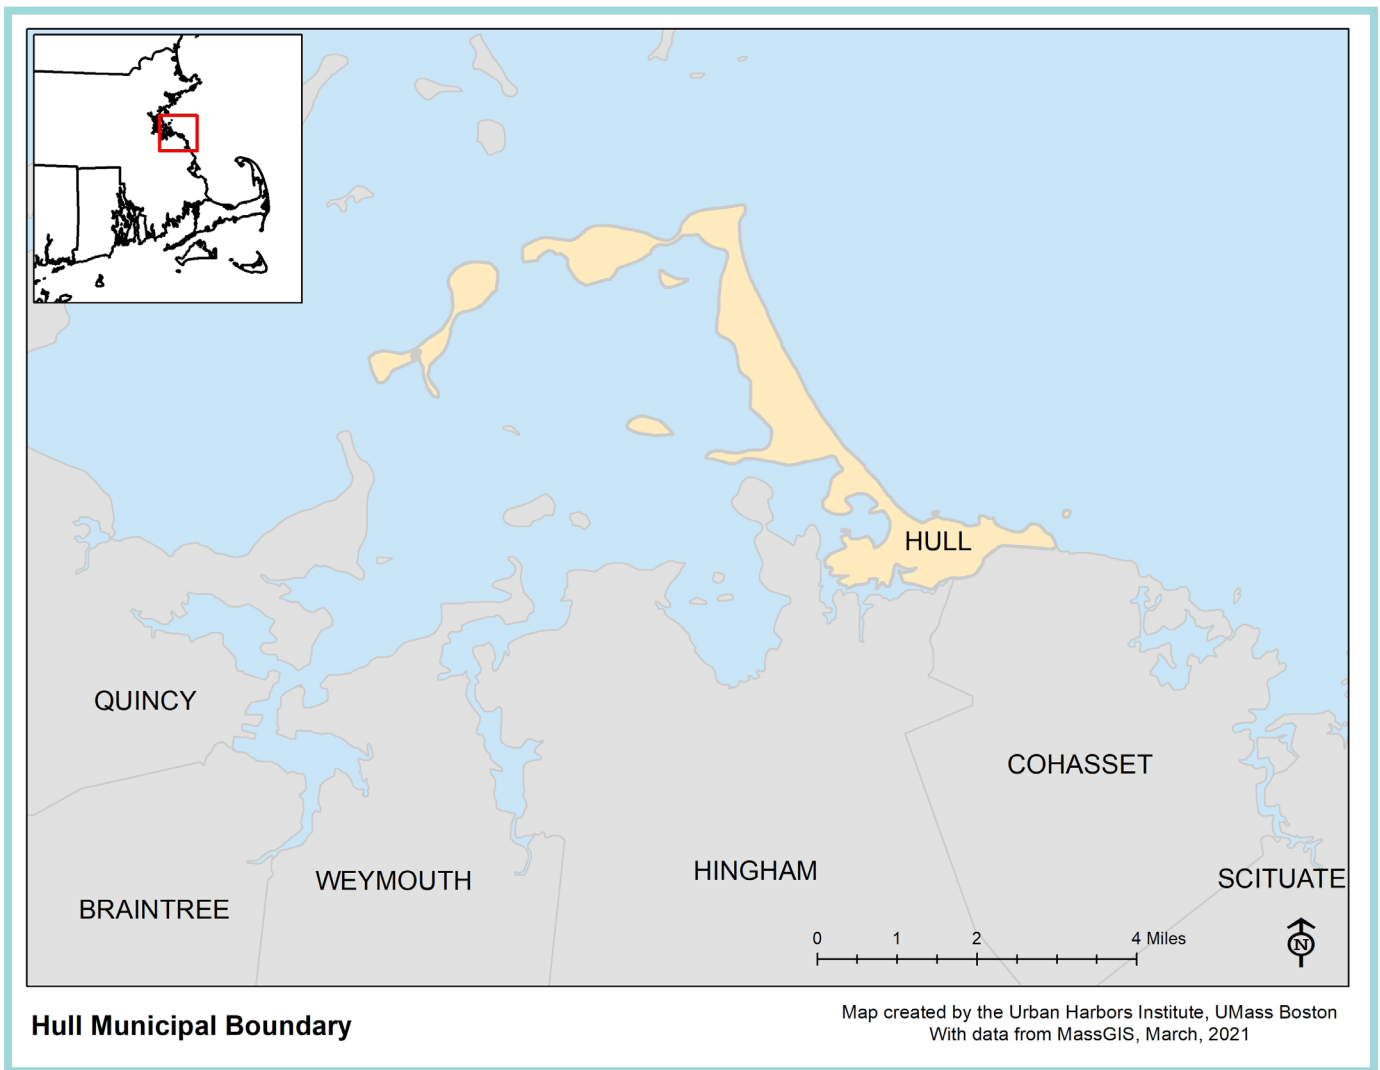 HULL
QUINCY
COHASSET
HINGHAM
WEYMOUTH
SCITUATE
BRAINTREE
0 1 2 4 Miles
N
Hull Municipal Boundary
Map created by the Urban Harbors Institute, UMass Boston
With data from MassGIS, March, 2021